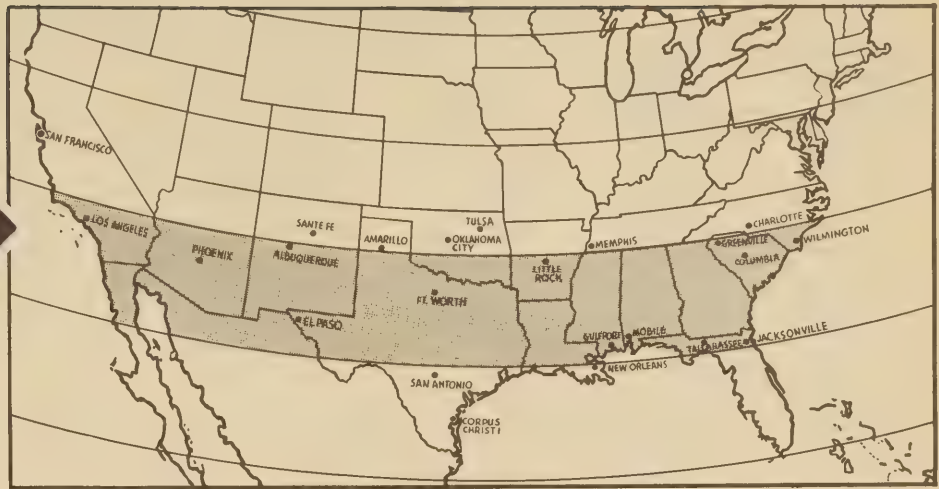 SAN FRANCISCO
LOS ANGELES
PHOENIX
SANTE FE
ALBUQUERQUE
AMARILLO
TULSA
OKLAHOMA
CITY
EL PASO
FT. WORTH
SAN ANTONIO
CORPUS
CHRISTI
LITTLE
ROCK
MEMPHIS
CHARLOTTE
GREENVILLE
WILMINGTON
COLUMBIA
GULFPORT
MOBILE
NEW ORLEANS
TALLAHASSEE
JACKSONVILLE